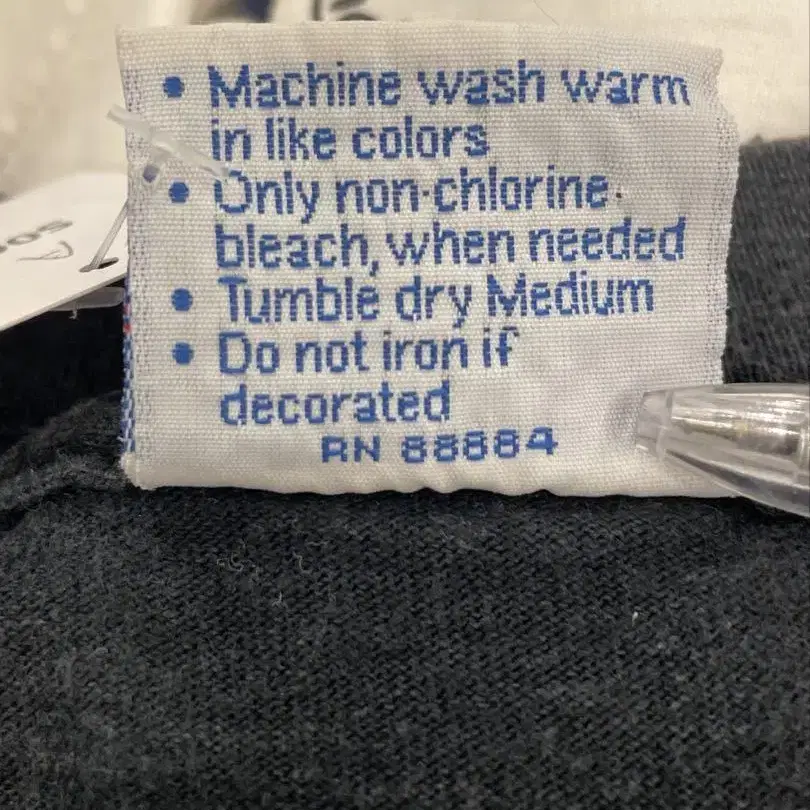 • Machine wash warm
in like colors
• Only non-chlorine
bleach, when needed
• Tumble dry Medium
• Do not iron if
decorated
RN 88884